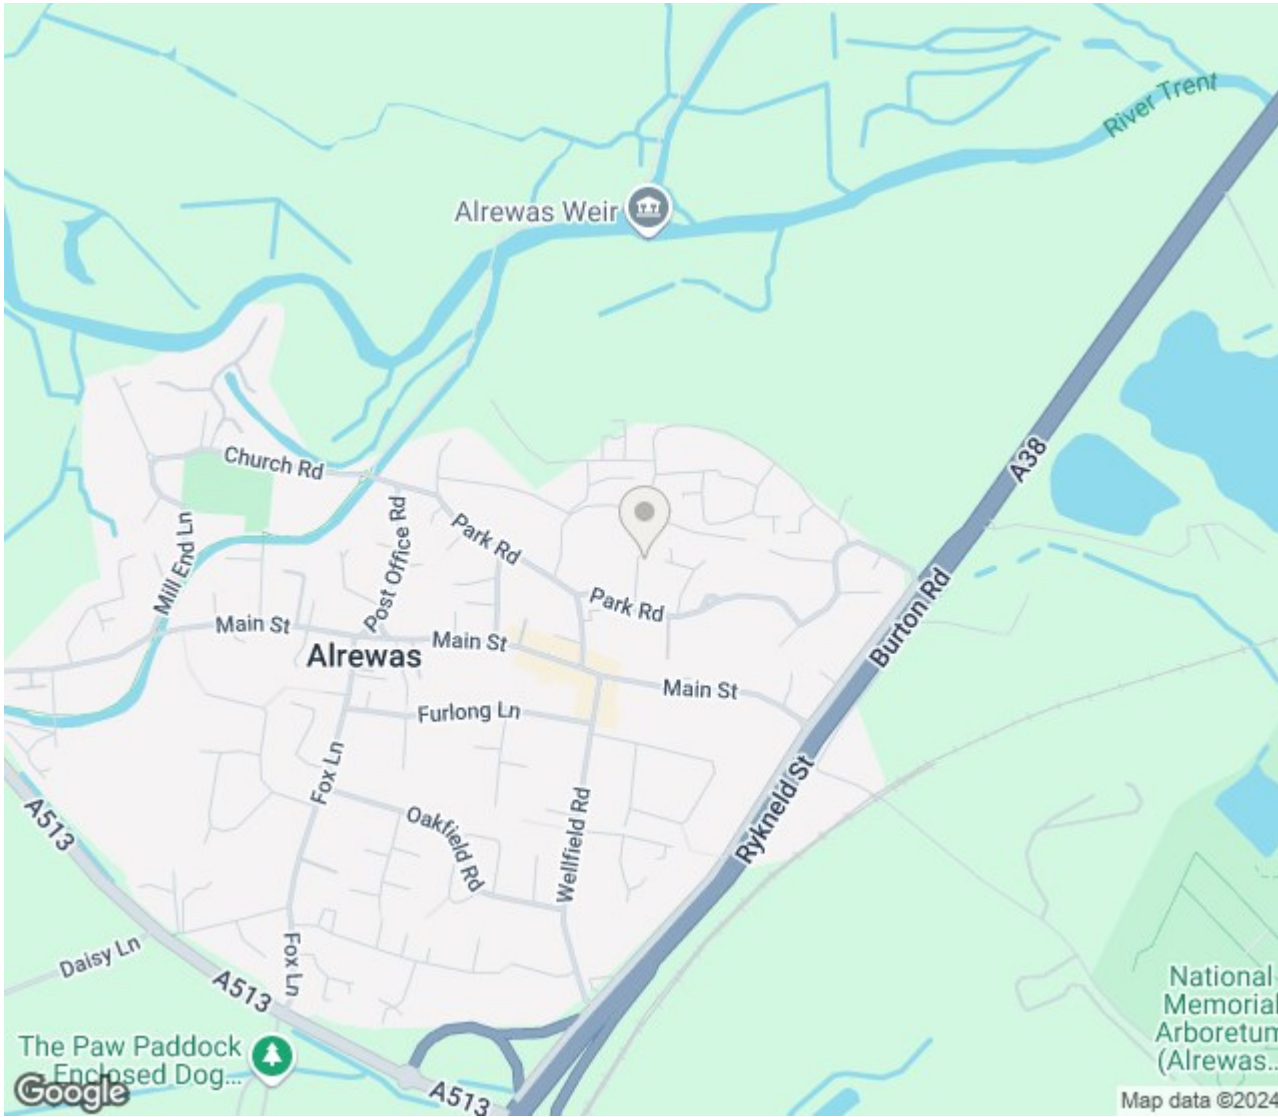 River Trent
Alrewas Weir
A38
Church Rd
Park Rd
Post Office Rd
Mill End Ln
Park Rd
Burton Rd
Main St
Main St
Alrewas
Main St
Furlong Ln
Fox Ln
Rykneld St
Wellfield Rd
Oakfield Rd
A513
Daisy Ln
Fox Ln
A513
National
Memorial
Arboretum
(Alrewas...
The Paw Paddock
- Enclosed Dog...
A513
Google
Map data ©2024